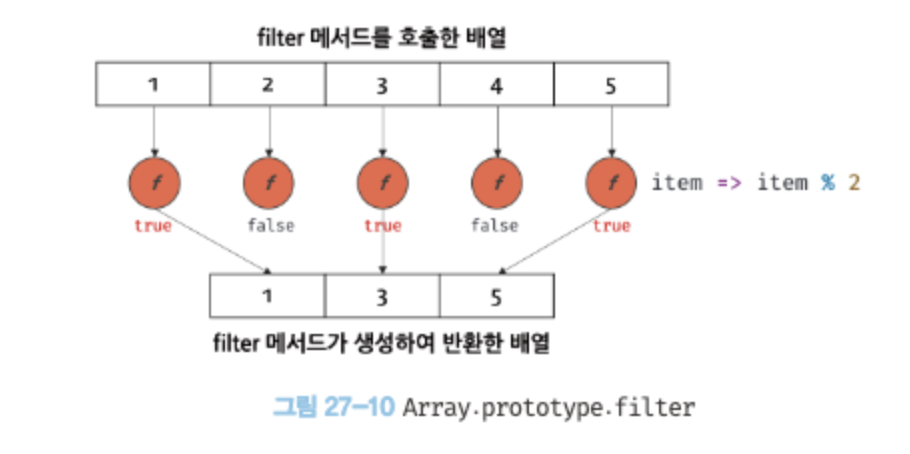 filter 메서드를 호출한 배열
1 2 3 4 5
f f f f f item => item % 2
true false true false true
1 3 5
filter 메서드가 생성하여 반환한 배열
그림 27-10 Array.prototype.filter